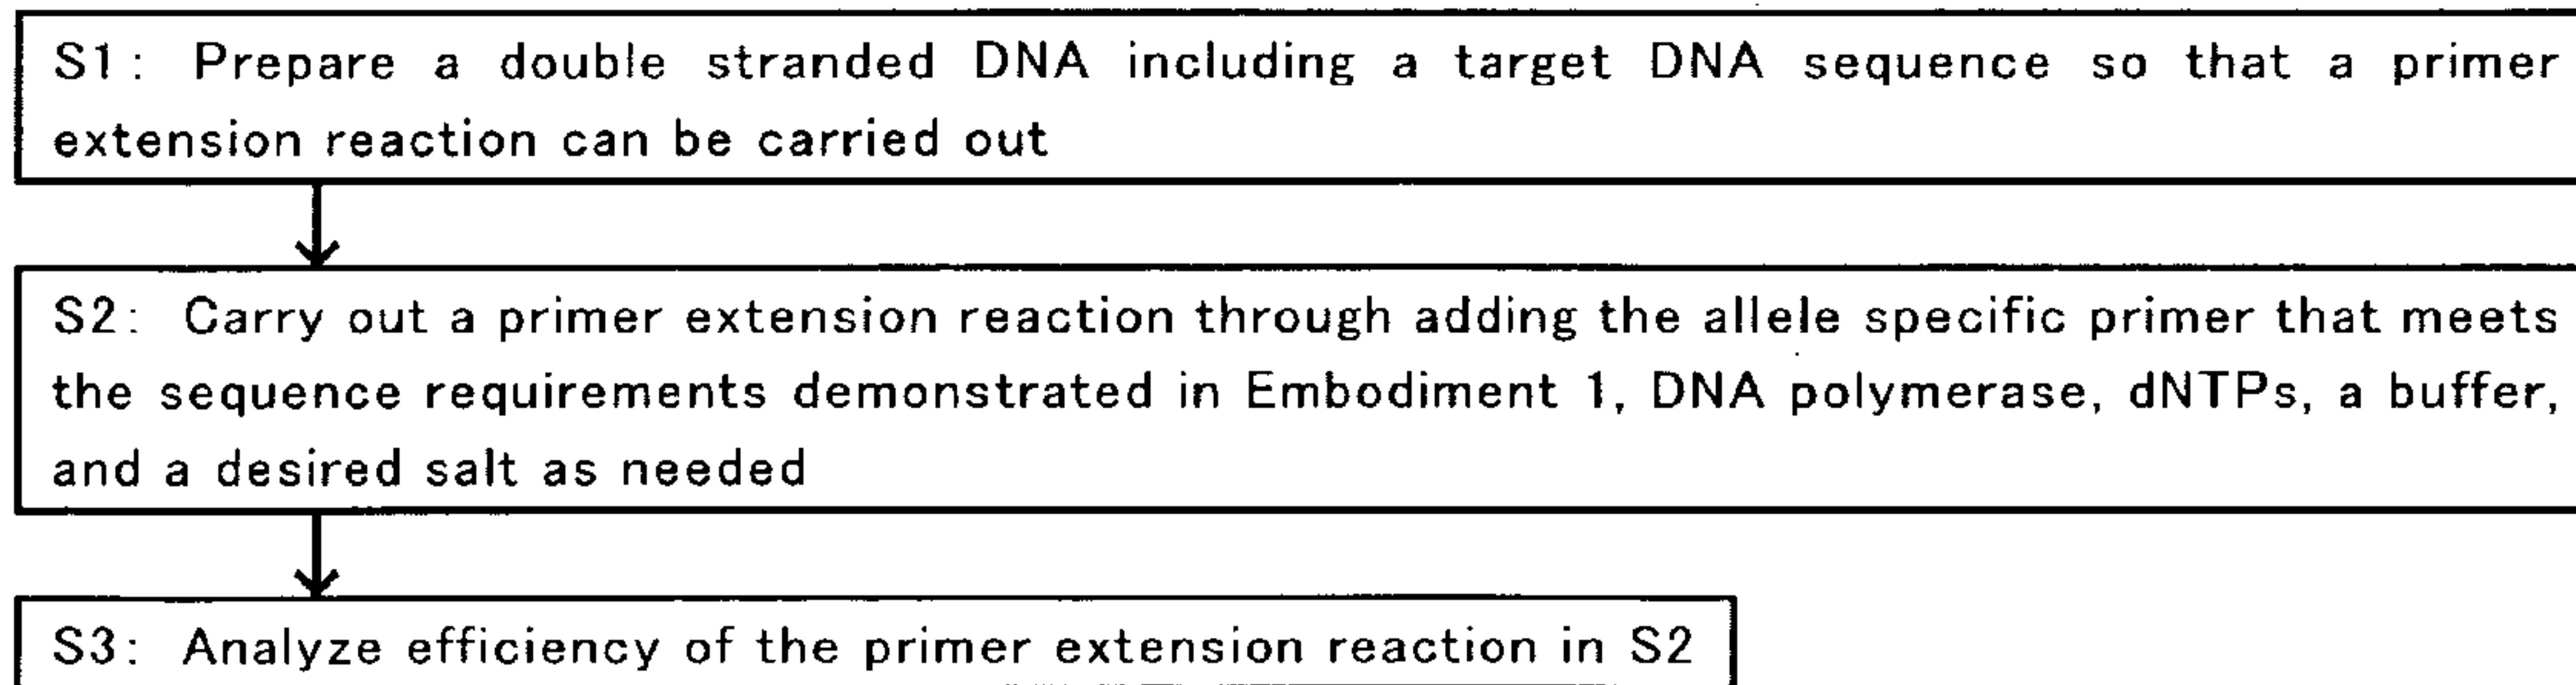 S1: Prepare a double stranded DNA including a target DNA sequence so that a primer
extension reaction can be carried out
S2: Carry out a primer extension reaction through adding the allele specific primer that meets
the sequence requirements demonstrated in Embodiment 1, DNA polymerase, dNTPs, a buffer,
and a desired salt as needed
S3: Analyze efficiency of the primer extension reaction in S2